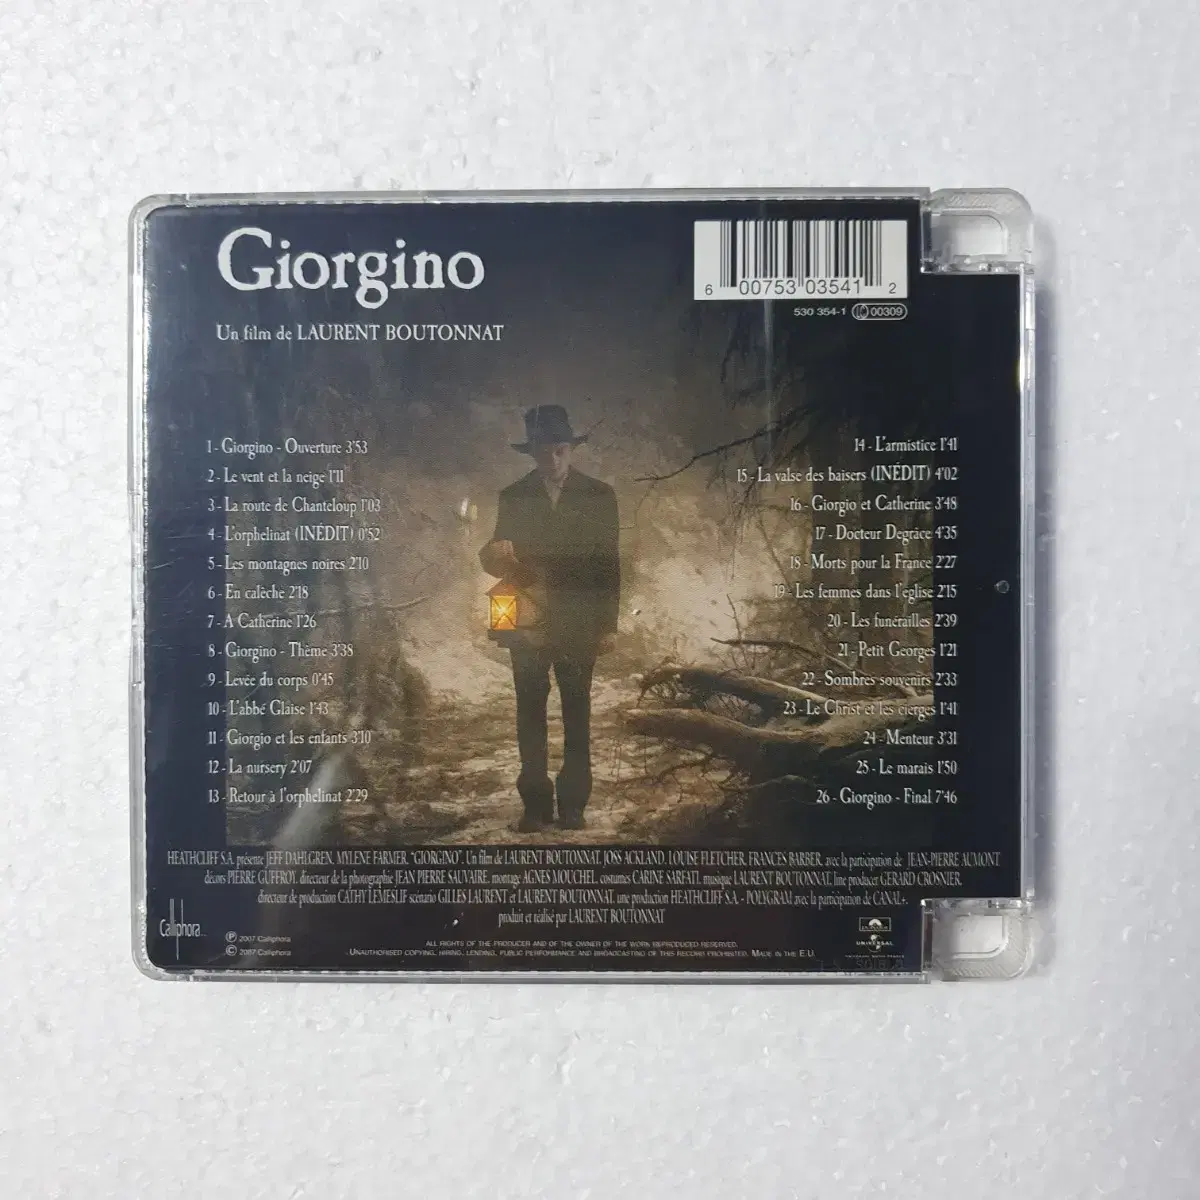 Giorgino
Un film de LAURENT BOUTONNAT
6 00753 03541 2
530 354-1 LC 00309
1 - Giorgino - Ouverture 3'53
2 - Le vent et la neige 1'11
3 - La route de Chanteloup 1'03
4 - L'orphelinat (INÉDIT) 0'52
5 - Les montagnes noires 2'10
6 - En calèche 2'18
7 - A Catherine 1'26
8 - Giorgino - Thème 3'38
9 - Levée du corps 0'45
10 - L'abbé Glaise 1'43
11 - Giorgio et les enfants 3'10
12 - La nursery 2'07
13 - Retour à l'orphelinat 2'29
14 - L'armistice 1'41
15 - La valse des baisers (INÉDIT) 4'02
16 - Giorgio et Catherine 3'48
17 - Docteur Degrâce 4'35
18 - Morts pour la France 2'27
19 - Les femmes dans l'église 2'15
20 - Les funérailles 2'39
21 - Petit Georges 1'21
22 - Sombres souvenirs 2'33
23 - Le Christ et les cierges 1'41
24 - Menteur 3'31
25 - Le marais 1'50
26 - Giorgino - Final 7'46
HEATHCLIFF S.A. présente JEFF DAHLGREN, MYLENE FARMER, "GIORGINO". Un film de LAURENT BOUTONNAT, JOSS ACKLAND, LOUISE FLETCHER, FRANCES BARBER, avec la participation de JEAN-PIERRE AUMONT
décors PIERRE GUFFROY, directeur de la photographie JEAN PIERRE SAUVAIRE, montage AGNES MOUCHEL, costumes CARINE SARFATI, musique LAURENT BOUTONNAT, line producer GERARD CROSNIER,
directeur de production CATHY LEMESLIF scénario GILLES LAURENT et LAURENT BOUTONNAT, une production HEATHCLIFF S.A. - POLYGRAM avec la participation de CANAL+.
produit et réalisé par LAURENT BOUTONNAT
Calliphora
℗ 2007 Calliphora
© 2007 Calliphora
ALL RIGHTS OF THE PRODUCER AND OF THE OWNER OF THE WORK REPRODUCED RESERVED.
UNAUTHORISED COPYING, HIRING, LENDING, PUBLIC PERFORMANCE AND BROADCASTING OF THIS RECORD PROHIBITED. MADE IN THE E.U.
UNIVERSAL